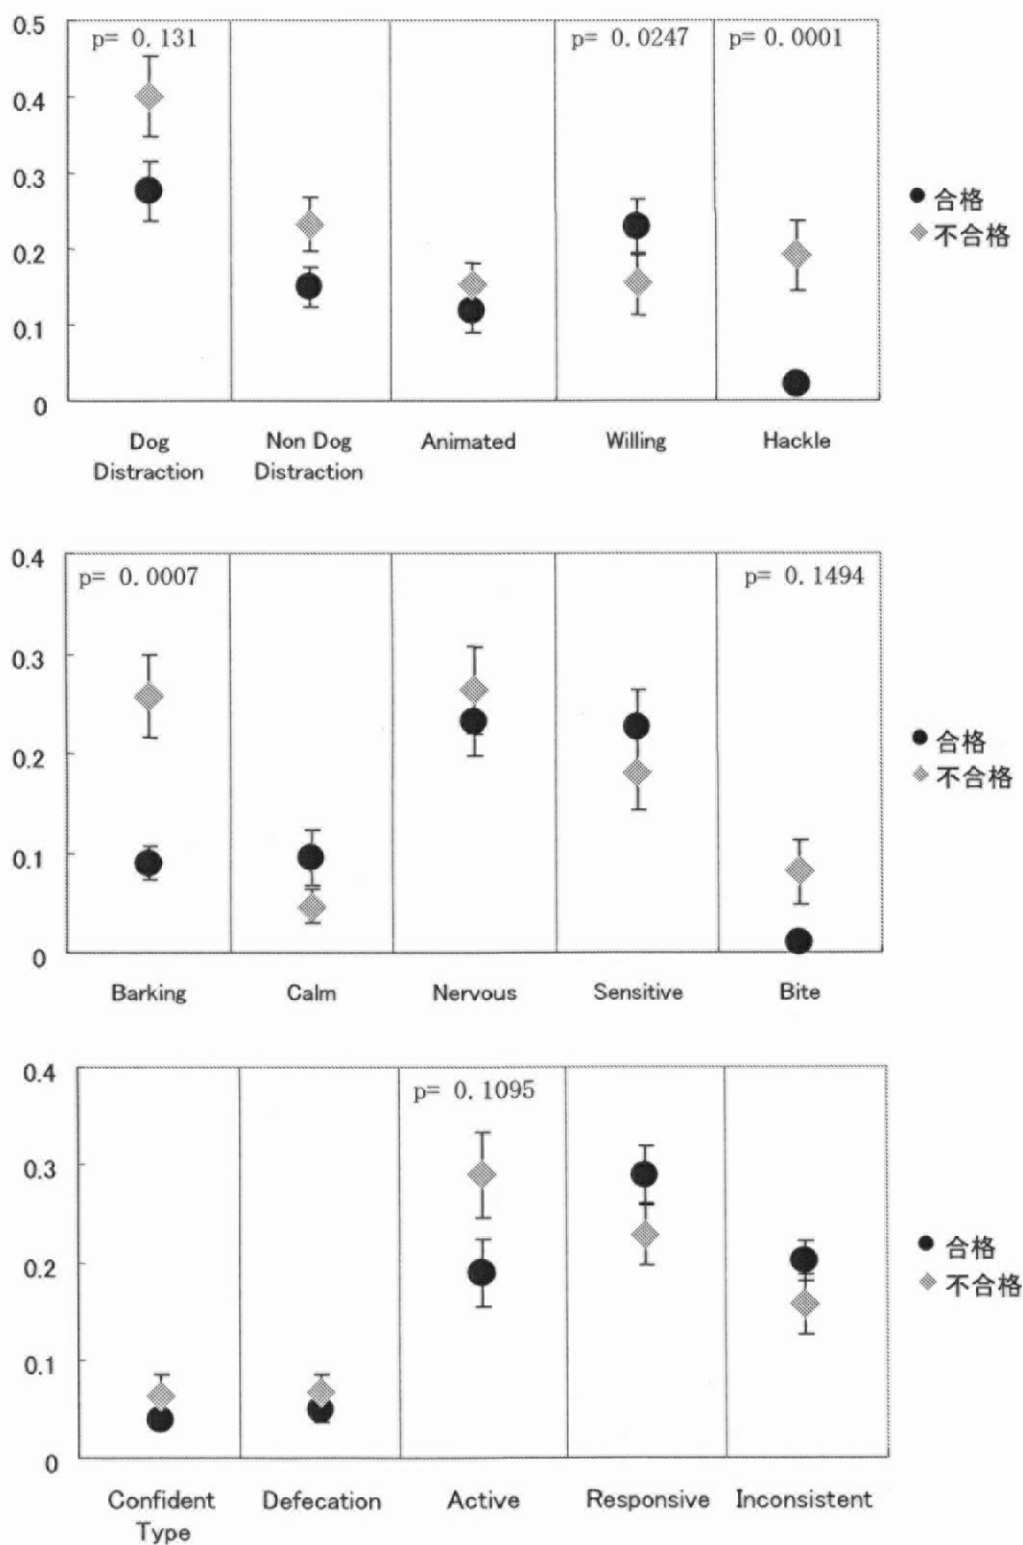 0.5
p= 0.131
p= 0.0247
p= 0.0001
0.4
0.3
合格
不合格
0.2
0.1
0
Dog
Distraction
Non Dog
Distraction
Animated
Willing
Hackle
0.4
p= 0.0007
p= 0.1494
0.3
合格
不合格
0.2
0.1
0
Barking
Calm
Nervous
Sensitive
Bite
0.4
p= 0.1095
0.3
合格
不合格
0.2
0.1
0
Confident
Type
Defecation
Active
Responsive
Inconsistent